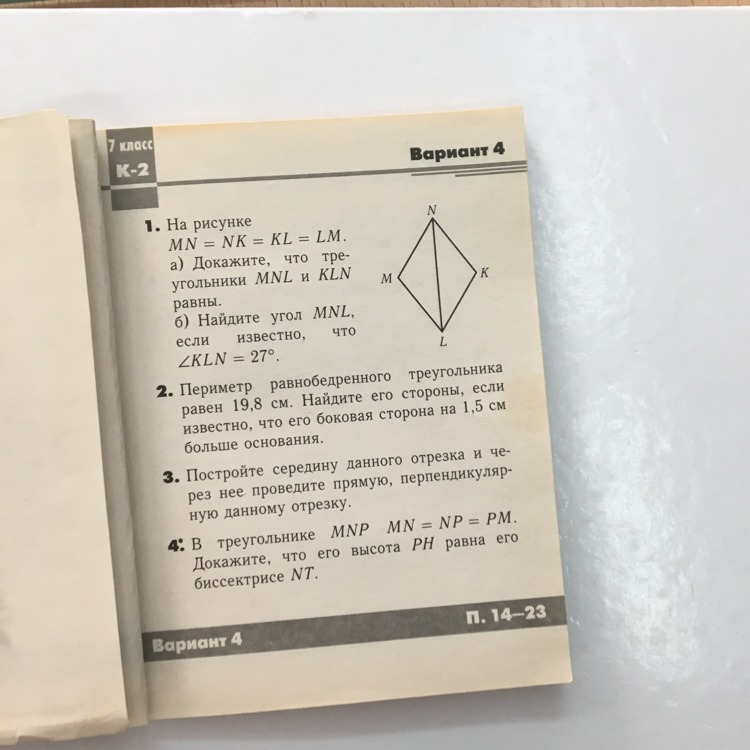 7 класс
К-2
Вариант 4
1. На рисунке
MN = NK = KL = LM.
а) Докажите, что тре-
угольники MNL и KLN
равны.
б) Найдите угол MNL,
если известно, что
∠KLN = 27°.
N
M
K
L
2. Периметр равнобедренного треугольника
равен 19,8 см. Найдите его стороны, если
известно, что его боковая сторона на 1,5 см
больше основания.
3. Постройте середину данного отрезка и че-
рез нее проведите прямую, перпендикуляр-
ную данному отрезку.
4*. В треугольнике MNP MN = NP = PM.
Докажите, что его высота PH равна его
биссектрисе NT.
Вариант 4
П. 14–23